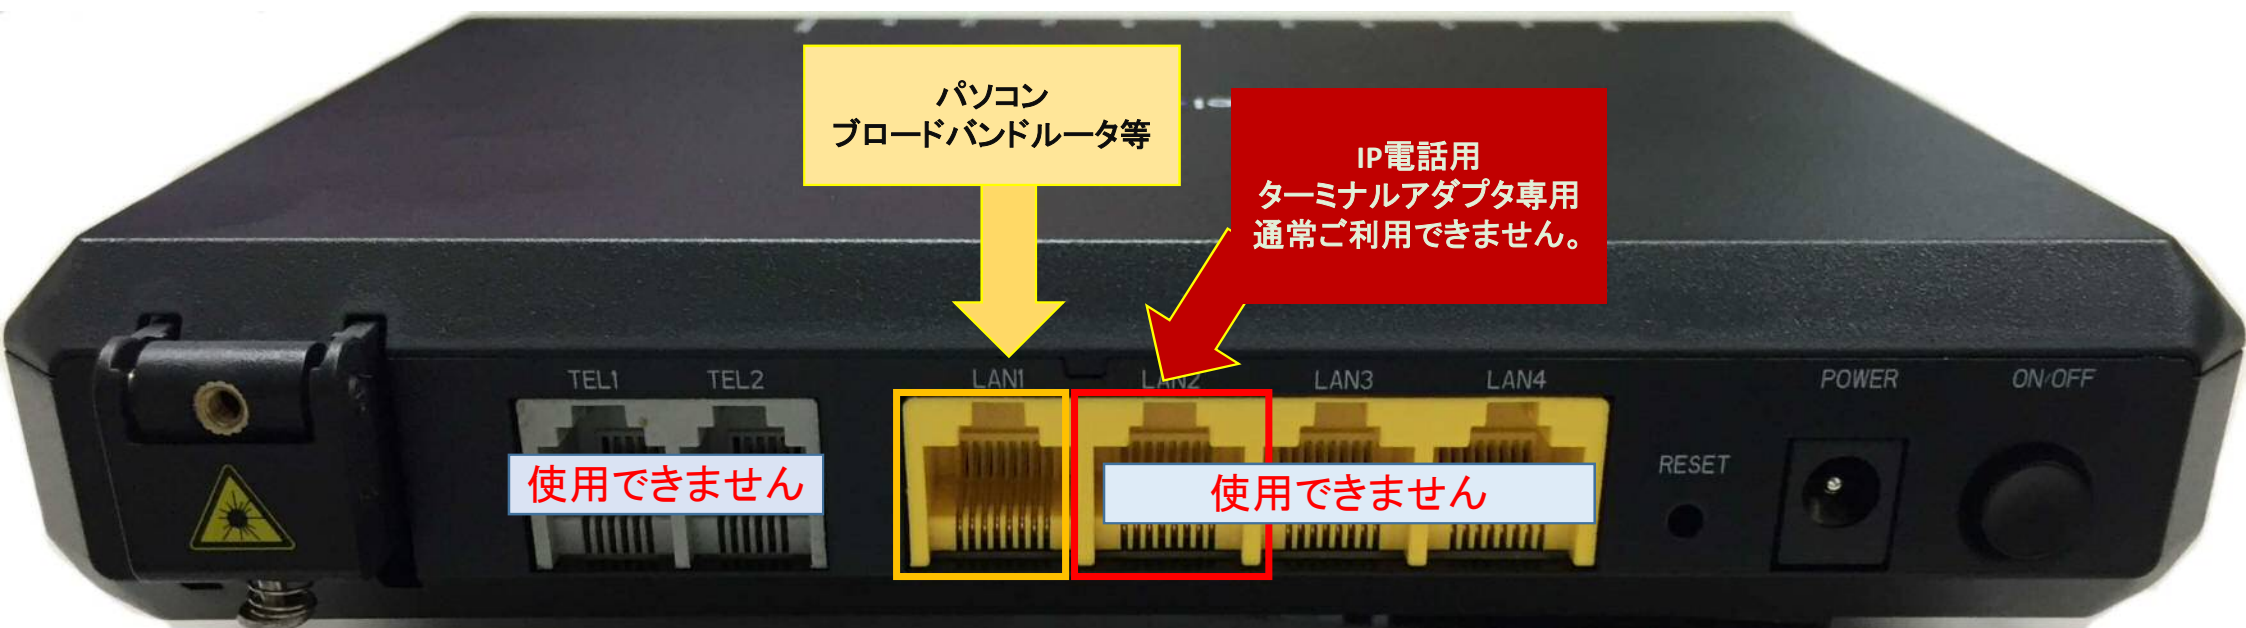 パソコン
ブロードバンドルータ等
IP電話用
ターミナルアダプタ専用
通常ご利用できません。
TEL1
TEL2
LAN1
LAN2
LAN3
LAN4
POWER
ON/OFF
使用できません
使用できません
RESET